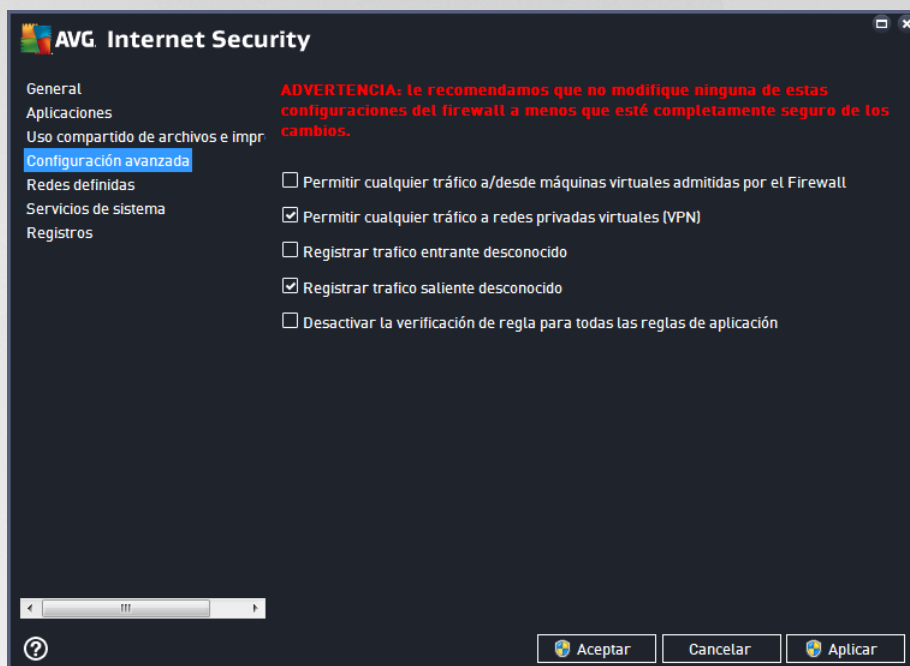 AVG Internet Security
General
Aplicaciones
Uso compartido de archivos e impr
Configuración avanzada
Redes definidas
Servicios de sistema
Registros
ADVERTENCIA: le recomendamos que no modifique ninguna de estas
configuraciones del firewall a menos que esté completamente seguro de los
cambios.
Permitir cualquier tráfico a/desde máquinas virtuales admitidas por el Firewall
Permitir cualquier tráfico a redes privadas virtuales (VPN)
Registrar trafico entrante desconocido
Registrar trafico saliente desconocido
Desactivar la verificación de regla para todas las reglas de aplicación
?
Aceptar
Cancelar
Aplicar